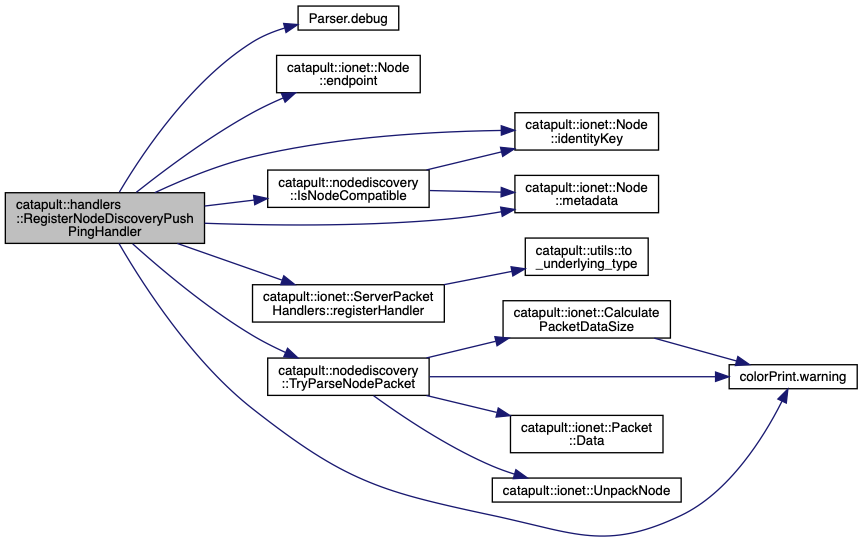 Parser.debug
catapult::ionet::Node
::endpoint
catapult::ionet::Node
::identityKey
catapult::nodediscovery
::IsNodeCompatible
catapult::ionet::Node
::metadata
catapult::handlers
::RegisterNodeDiscoveryPush
PingHandler
catapult::utils::to
_underlying_type
catapult::ionet::ServerPacket
Handlers::registerHandler
catapult::ionet::Calculate
PacketDataSize
catapult::nodediscovery
::TryParseNodePacket
colorPrint.warning
catapult::ionet::Packet
::Data
catapult::ionet::UnpackNode